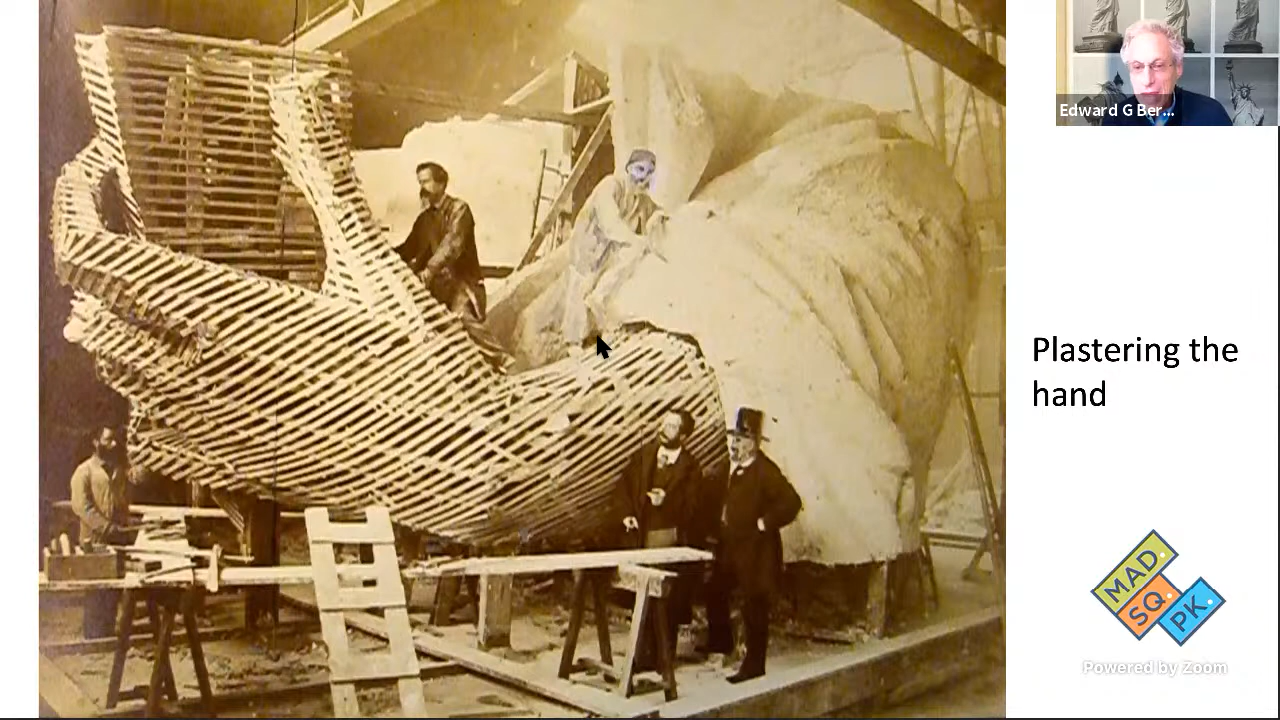 Edward G Ber...
Plastering the
hand
MAD.
SQ.
PK.
Powered by Zoom